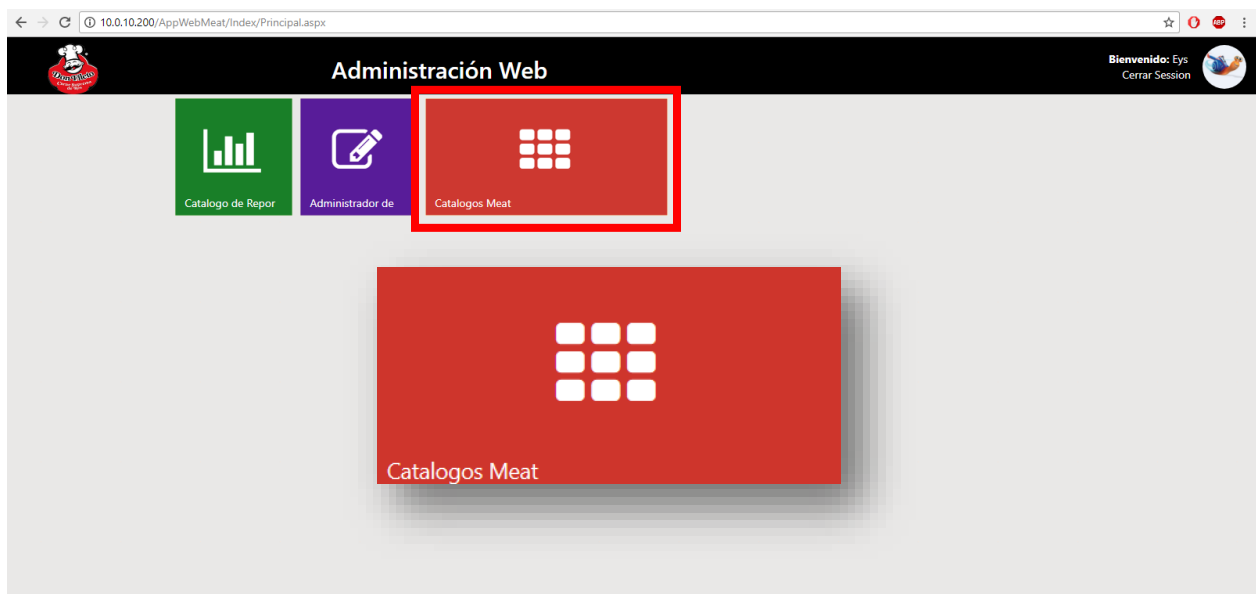 10.0.10.200/AppWebMeat/Index/Principal.aspx
ABP
Administración Web
Bienvenido: Eys
Cerrar Session
Catalogo de Repor
Administrador de
Catalogos Meat
Catalogos Meat